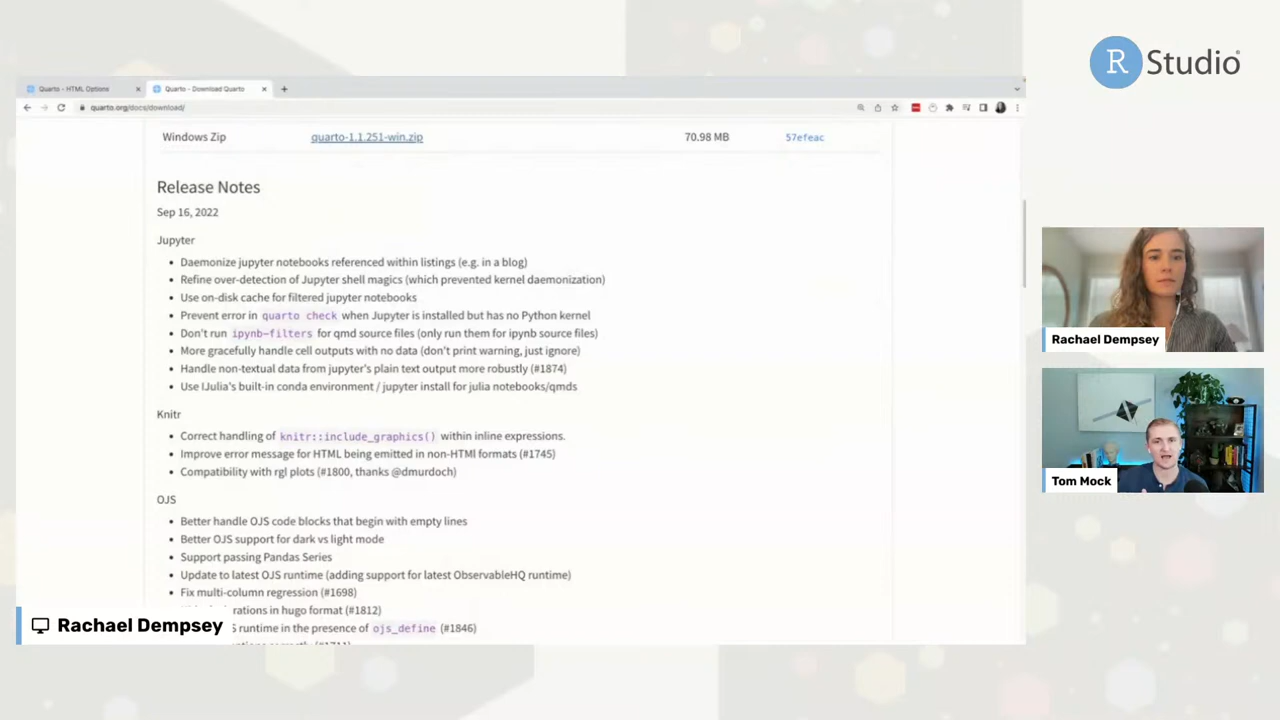 R Studio
Quarto - HTML Options
Quarto - Download Quarto
quarto.org/docs/download/
Windows Zip quarto-1.1.251-win.zip 70.98 MB 57efeac
Release Notes
Sep 16, 2022
Jupyter
• Daemonize jupyter notebooks referenced within listings (e.g. in a blog)
• Refine over-detection of Jupyter shell magics (which prevented kernel daemonization)
• Use on-disk cache for filtered jupyter notebooks
• Prevent error in quarto check when Jupyter is installed but has no Python kernel
• Don't run ipynb-filters for qmd source files (only run them for ipynb source files)
• More gracefully handle cell outputs with no data (don't print warning, just ignore)
• Handle non-textual data from jupyter's plain text output more robustly (#1874)
• Use IJulia's built-in conda environment / jupyter install for julia notebooks/qmds
Knitr
• Correct handling of knitr::include_graphics() within inline expressions.
• Improve error message for HTML being emitted in non-HTMl formats (#1745)
• Compatibility with rgl plots (#1800, thanks @dmurdoch)
OJS
• Better handle OJS code blocks that begin with empty lines
• Better OJS support for dark vs light mode
• Support passing Pandas Series
• Update to latest OJS runtime (adding support for latest ObservableHQ runtime)
• Fix multi-column regression (#1698)
in hugo format (#1812)
runtime in the presence of ojs_define (#1846)
Rachael Dempsey
Rachael Dempsey
Tom Mock